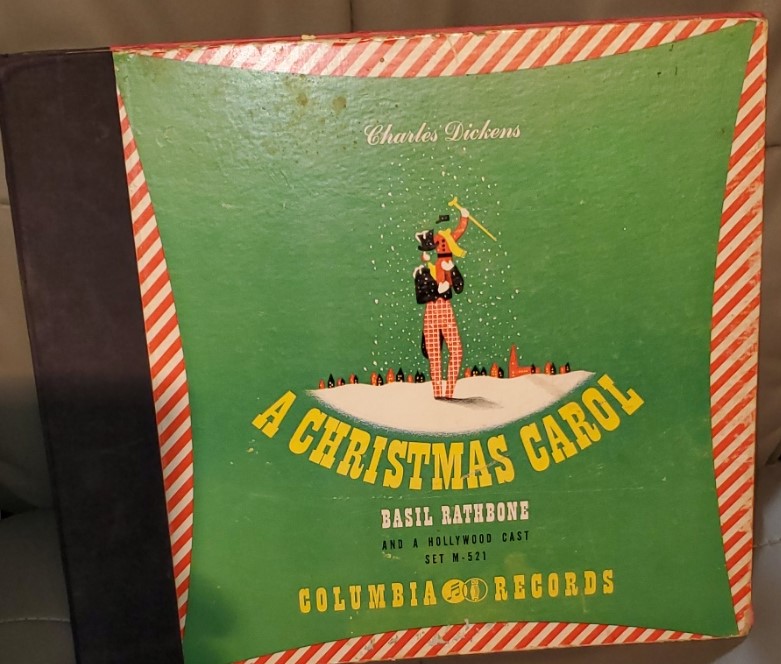 Charles Dickens
A CHRISTMAS CAROL
BASIL RATHBONE
AND A HOLLYWOOD CAST
SET M-521
COLUMBIA RECORDS